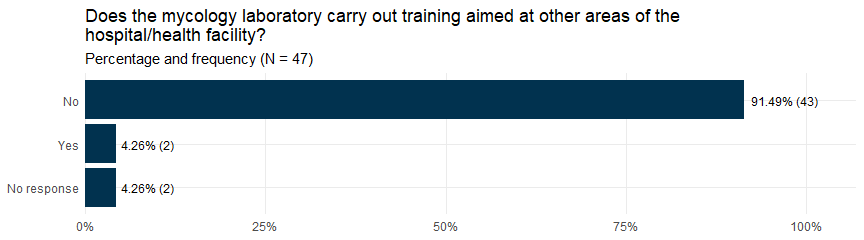 Does the mycology laboratory carry out training aimed at other areas of the
hospital/health facility?
Percentage and frequency (N = 47)
No
91.49% (43)
Yes
4.26% (2)
No response
4.26% (2)
0%
25%
50%
75%
100%